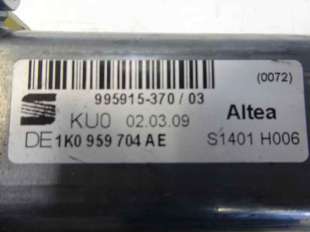 (0072)
995915-370 / 03
KU0 02.03.09 Altea
DE 1K0 959 704 AE S1401 H006